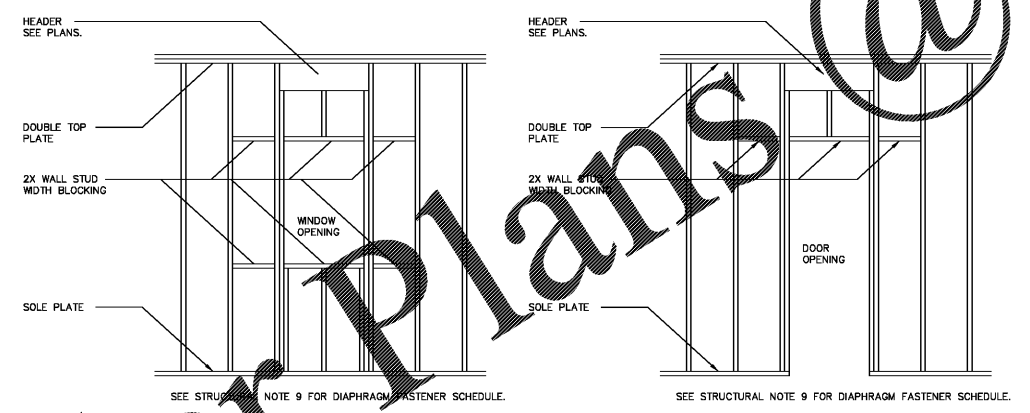 HEADER
SEE PLANS.
DOUBLE TOP
PLATE
2X WALL STUD
WIDTH BLOCKING
WINDOW
OPENING
SOLE PLATE
SEE STRUCTURAL NOTE 9 FOR DIAPHRAGM FASTENER SCHEDULE.
HEADER
SEE PLANS.
DOUBLE TOP
PLATE
2X WALL STUD
WIDTH BLOCKING
DOOR
OPENING
SOLE PLATE
SEE STRUCTURAL NOTE 9 FOR DIAPHRAGM FASTENER SCHEDULE.
r Plans @